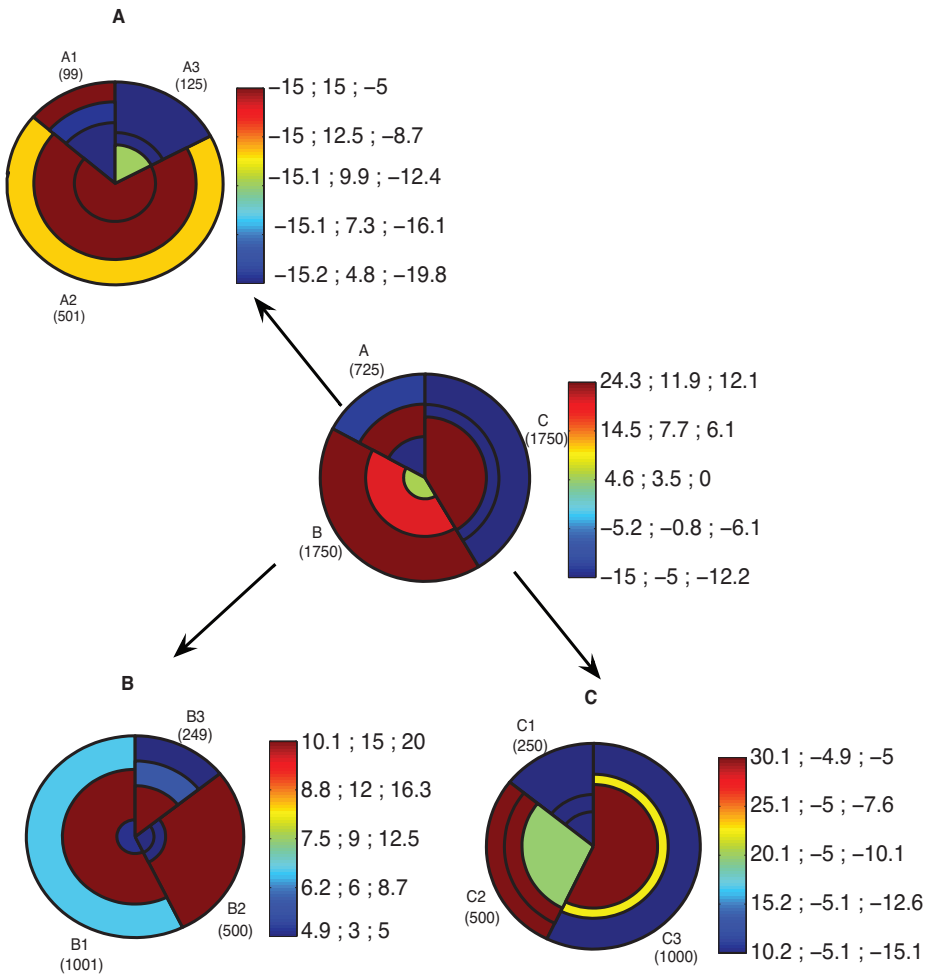 A
A1
(99)
A3
(125)
A2
(501)
−15 ; 15 ; −5
−15 ; 12.5 ; −8.7
−15.1 ; 9.9 ; −12.4
−15.1 ; 7.3 ; −16.1
−15.2 ; 4.8 ; −19.8
A
(725)
C
(1750)
B
(1750)
24.3 ; 11.9 ; 12.1
14.5 ; 7.7 ; 6.1
4.6 ; 3.5 ; 0
−5.2 ; −0.8 ; −6.1
−15 ; −5 ; −12.2
B
B3
(249)
B2
(500)
B1
(1001)
10.1 ; 15 ; 20
8.8 ; 12 ; 16.3
7.5 ; 9 ; 12.5
6.2 ; 6 ; 8.7
4.9 ; 3 ; 5
C
C1
(250)
C2
(500)
C3
(1000)
30.1 ; −4.9 ; −5
25.1 ; −5 ; −7.6
20.1 ; −5 ; −10.1
15.2 ; −5.1 ; −12.6
10.2 ; −5.1 ; −15.1